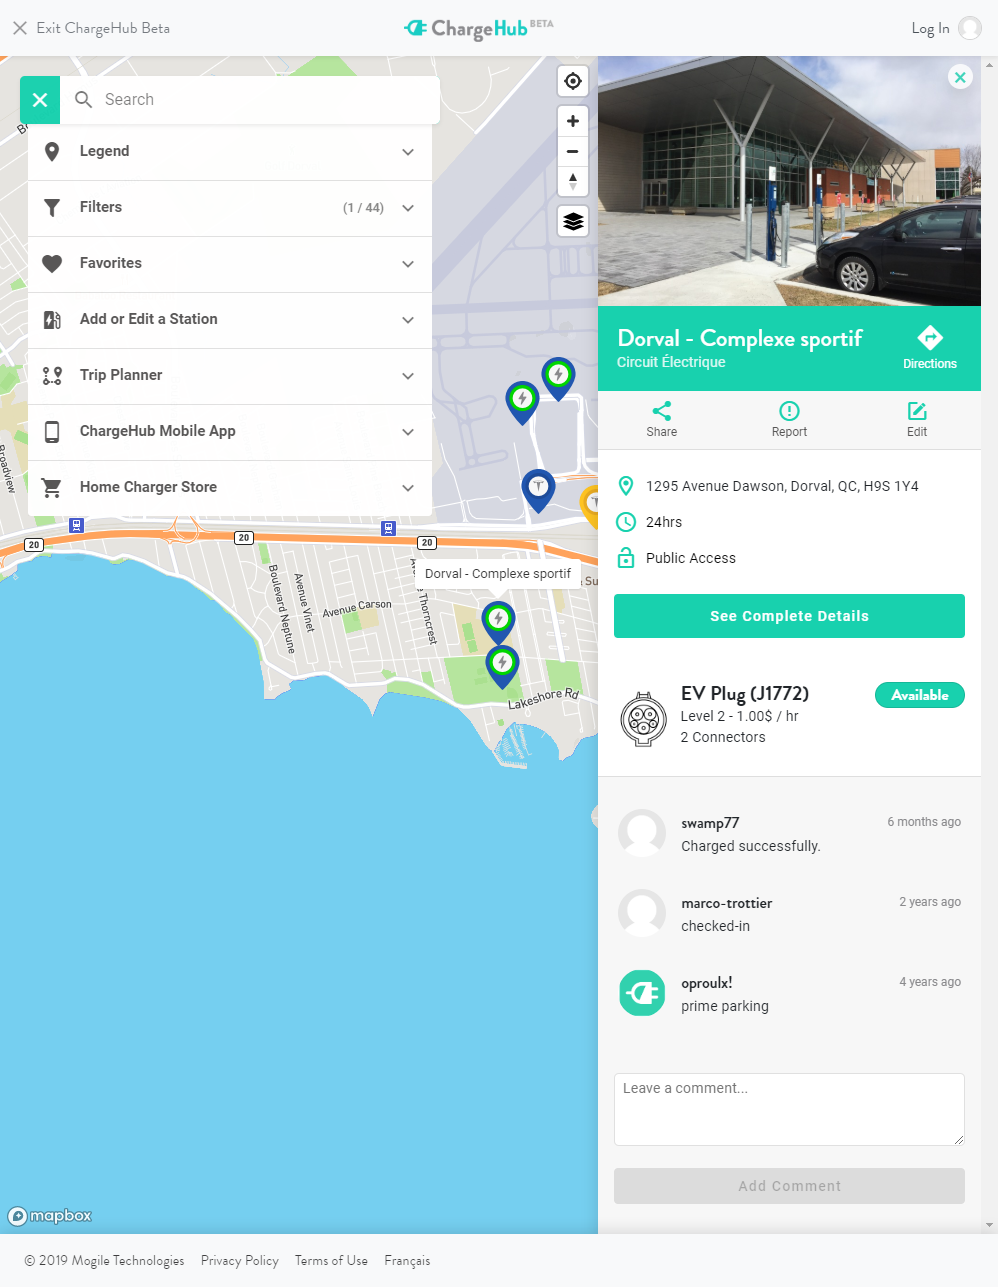 Exit ChargeHub Beta
ChargeHub BETA
Log In
Search
Legend
Filters
(1 / 44)
Favorites
Add or Edit a Station
Trip Planner
ChargeHub Mobile App
Home Charger Store
Broadview
20
20
20
Boulevard Neptune
Avenue Vinet
Avenue Carson
Thorncrest
Dorval - Complexe sportif
Lakeshore Rd
mapbox
Dorval - Complexe sportif
Circuit Électrique
Directions
Share
Report
Edit
1295 Avenue Dawson, Dorval, QC, H9S 1Y4
24hrs
Public Access
See Complete Details
EV Plug (J1772)
Available
Level 2 - 1.00$ / hr
2 Connectors
swamp77
6 months ago
Charged successfully.
marco-trottier
2 years ago
checked-in
oproulx!
4 years ago
prime parking
Leave a comment...
Add Comment
© 2019 Mogile Technologies
Privacy Policy
Terms of Use
Français